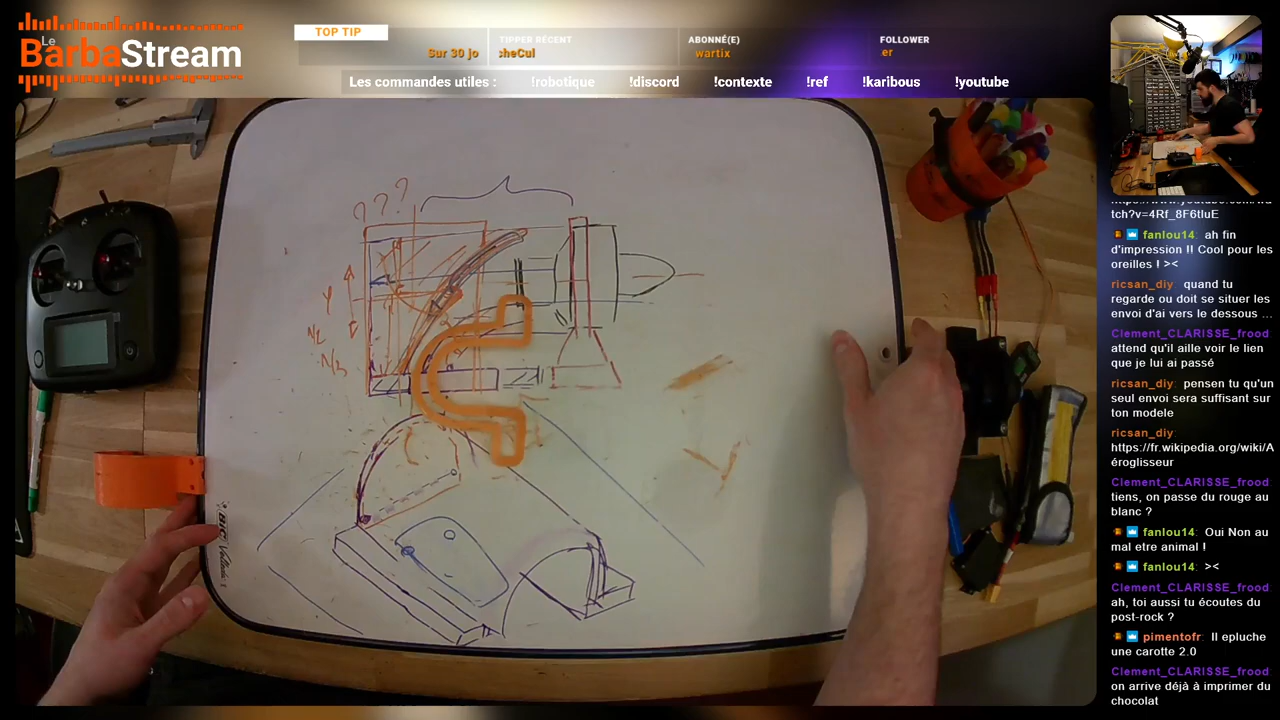 Le
BarbaStream
TOP TIP
Sur 30 jo
TIPPER RÉCENT
:heCul
ABONNÉ(E)
wartix
FOLLOWER
er
Les commandes utiles : !robotique !discord !contexte !ref !karibous !youtube
? ? ?
Y
BIC Velleda
tch?v=4Rf_8F6tIuE
fanlou14: ah fin
d'impression !! Cool pour les
oreilles ! ><
ricsan_diy: quand tu
regarde ou doit se situer les
envoi d'ai vers le dessous ...
Clement_CLARISSE_frood:
attend qu'il aille voir le lien
que je lui ai passé
ricsan_diy: pensen tu qu'un
seul envoi sera suffisant sur
ton modele
ricsan_diy:
https://fr.wikipedia.org/wiki/A
éroglisseur
Clement_CLARISSE_frood:
tiens, on passe du rouge au
blanc ?
fanlou14: Oui Non au
mal etre animal !
fanlou14: ><
Clement_CLARISSE_frood:
ah, toi aussi tu écoutes du
post-rock ?
pimentofr: Il epluche
une carotte 2.0
Clement_CLARISSE_frood:
on arrive déjà à imprimer du
chocolat